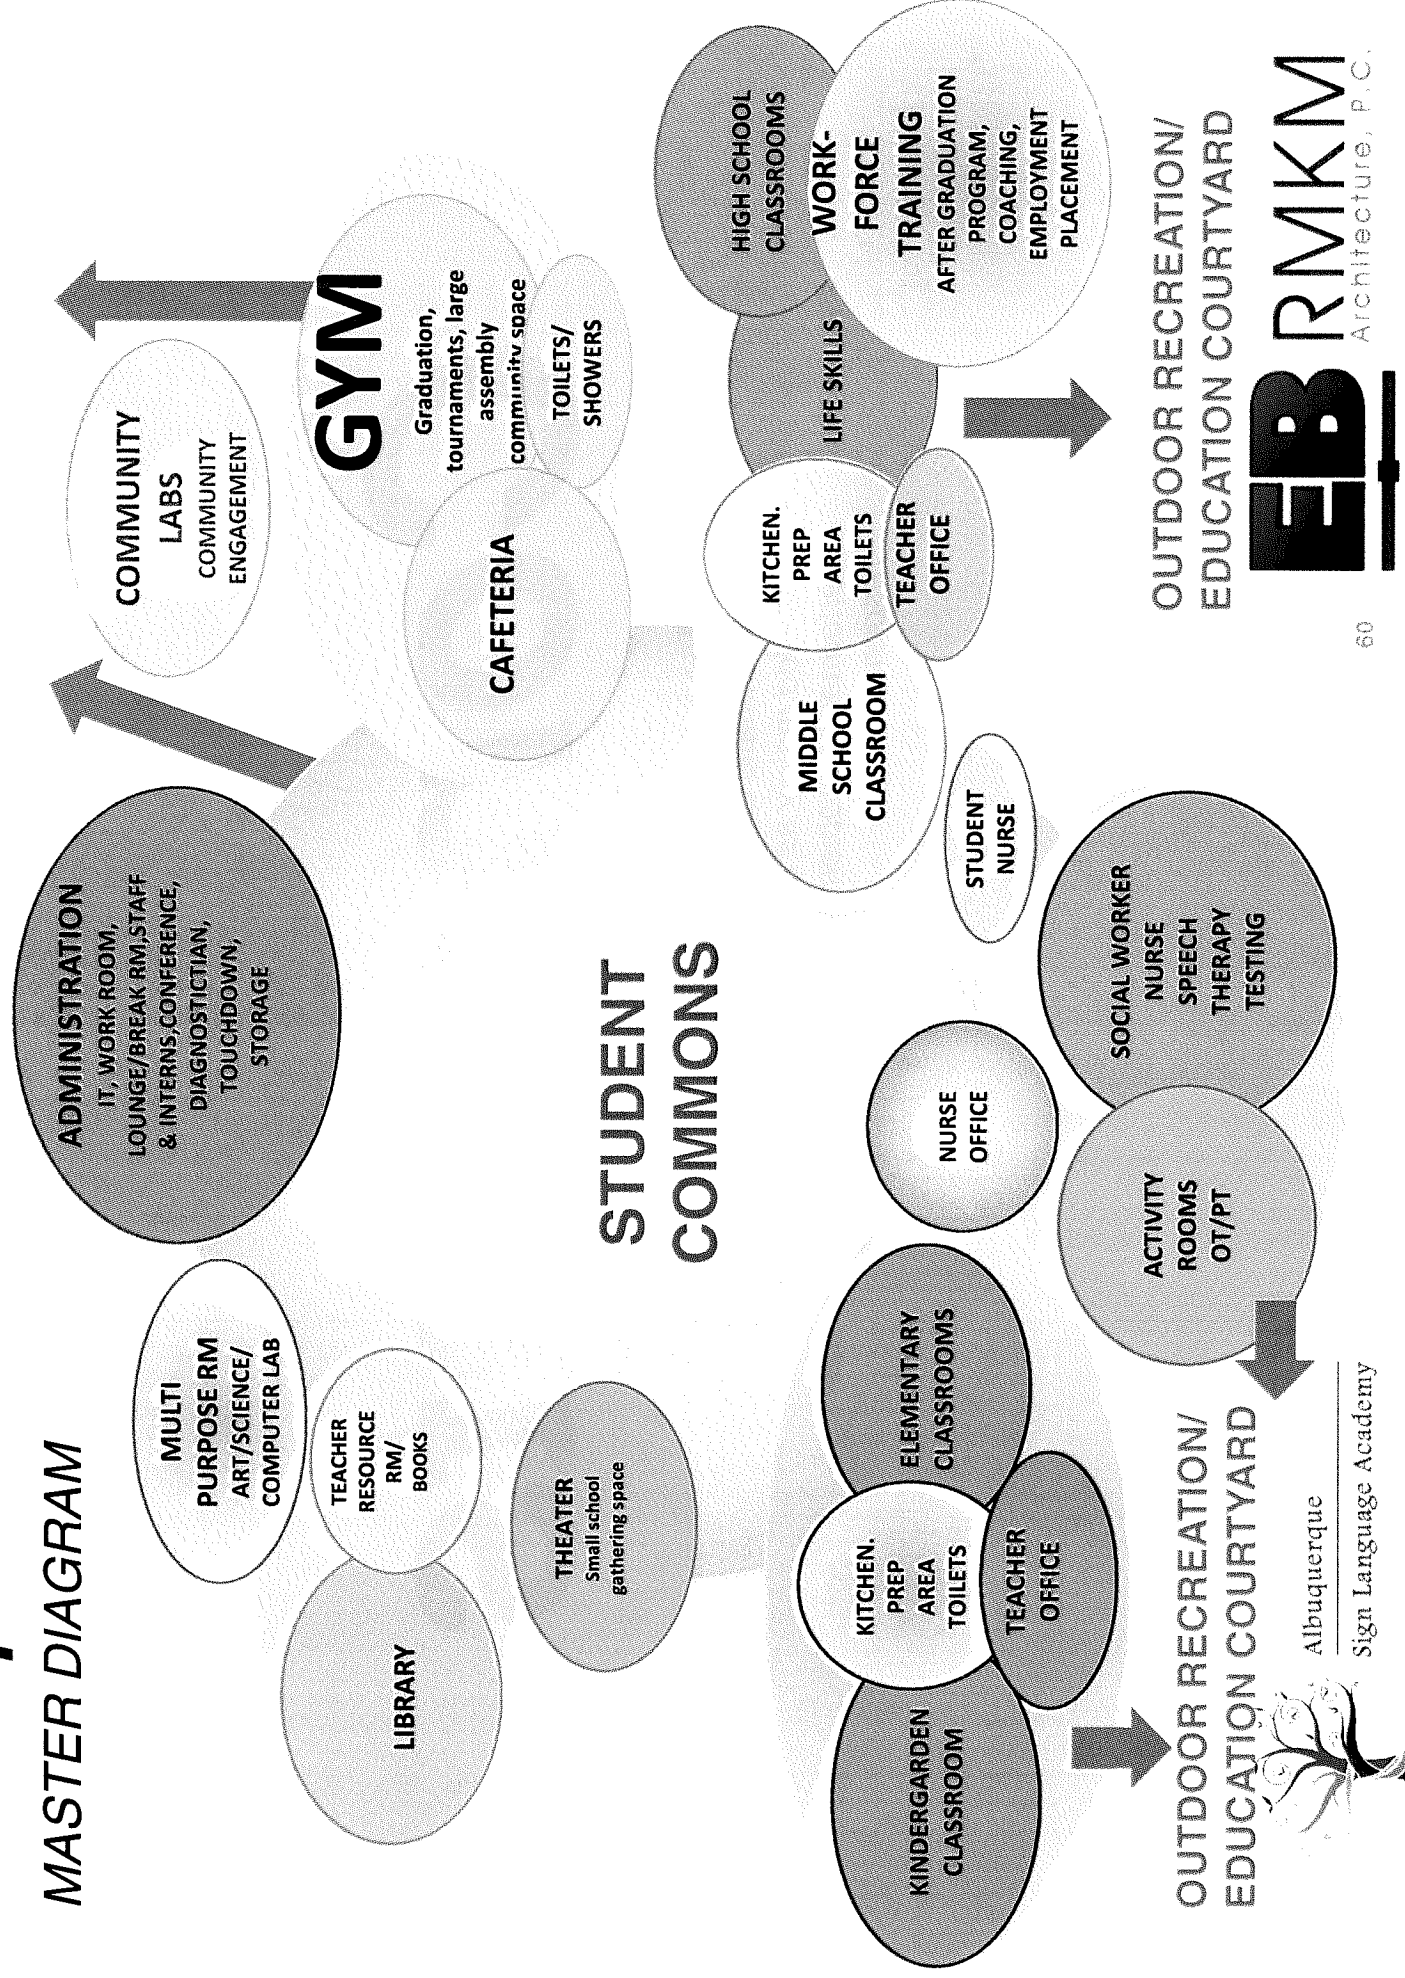 MASTER DIAGRAM
ADMINISTRATION
IT, WORK ROOM,
LOUNGE/BREAK RM,STAFF
& INTERNS,CONFERENCE,
DIAGNOSTICTIAN,
TOUCHDOWN,
STORAGE
COMMUNITY
LABS
COMMUNITY
ENGAGEMENT
MULTI
PURPOSE RM
ART/SCIENCE/
COMPUTER LAB
GYM
Graduation,
tournaments, large
assembly
community space
TEACHER
RESOURCE
RM/
BOOKS
LIBRARY
CAFETERIA
TOILETS/
SHOWERS
THEATER
Small school
gathering space
STUDENT
COMMONS
HIGH SCHOOL
CLASSROOMS
WORK-
FORCE
TRAINING
AFTER GRADUATION
PROGRAM,
COACHING,
EMPLOYMENT
PLACEMENT
LIFE SKILLS
KITCHEN.
PREP
AREA
TOILETS
TEACHER
OFFICE
MIDDLE
SCHOOL
CLASSROOM
STUDENT
NURSE
NURSE
OFFICE
ELEMENTARY
CLASSROOMS
KITCHEN.
PREP
AREA
TOILETS
TEACHER
OFFICE
KINDERGARDEN
CLASSROOM
SOCIAL WORKER
NURSE
SPEECH
THERAPY
TESTING
ACTIVITY
ROOMS
OT/PT
OUTDOOR RECREATION/
EDUCATION COURTYARD
OUTDOOR RECREATION/
EDUCATION COURTYARD
Albuquerque
Sign Language Academy
60
EB
RMKM
Architecture, P.C.